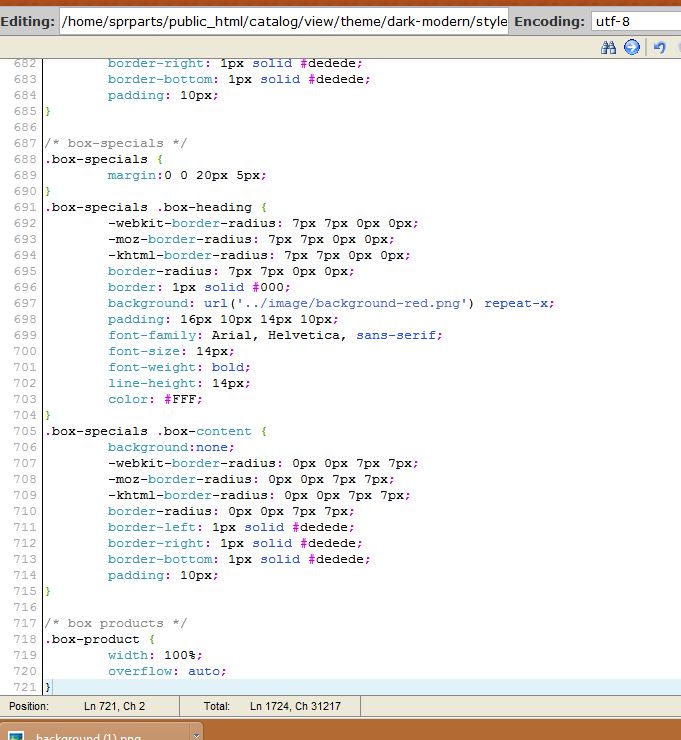 Editing: /home/sprparts/public_html/catalog/view/theme/dark-modern/style Encoding: utf-8
682 border-right: 1px solid #dedede;
683 border-bottom: 1px solid #dedede;
684 padding: 10px;
685 }
686
687 /* box-specials */
688 .box-specials {
689 margin:0 0 20px 5px;
690 }
691 .box-specials .box-heading {
692 -webkit-border-radius: 7px 7px 0px 0px;
693 -moz-border-radius: 7px 7px 0px 0px;
694 -khtml-border-radius: 7px 7px 0px 0px;
695 border-radius: 7px 7px 0px 0px;
696 border: 1px solid #000;
697 background: url('../image/background-red.png') repeat-x;
698 padding: 16px 10px 14px 10px;
699 font-family: Arial, Helvetica, sans-serif;
700 font-size: 14px;
701 font-weight: bold;
702 line-height: 14px;
703 color: #FFF;
704 }
705 .box-specials .box-content {
706 background:none;
707 -webkit-border-radius: 0px 0px 7px 7px;
708 -moz-border-radius: 0px 0px 7px 7px;
709 -khtml-border-radius: 0px 0px 7px 7px;
710 border-radius: 0px 0px 7px 7px;
711 border-left: 1px solid #dedede;
712 border-right: 1px solid #dedede;
713 border-bottom: 1px solid #dedede;
714 padding: 10px;
715 }
716
717 /* box products */
718 .box-product {
719 width: 100%;
720 overflow: auto;
721 }
Position: Ln 721, Ch 2 Total: Ln 1724, Ch 31217
background (1).png